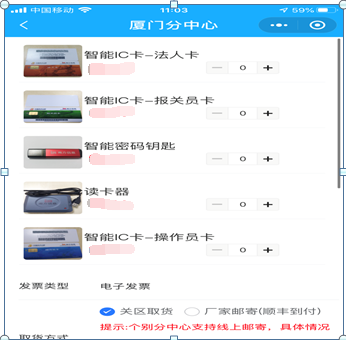 中国移动 11:03 59%
厦门分中心
智能IC卡-法人卡
0
智能IC卡-报关员卡
0
智能密码钥匙
0
读卡器
0
智能IC卡-操作员卡
0
发票类型 电子发票
关区取货 厂家邮寄(顺丰到付)
提示:个别分中心支持线上邮寄，具体情况
取货方式